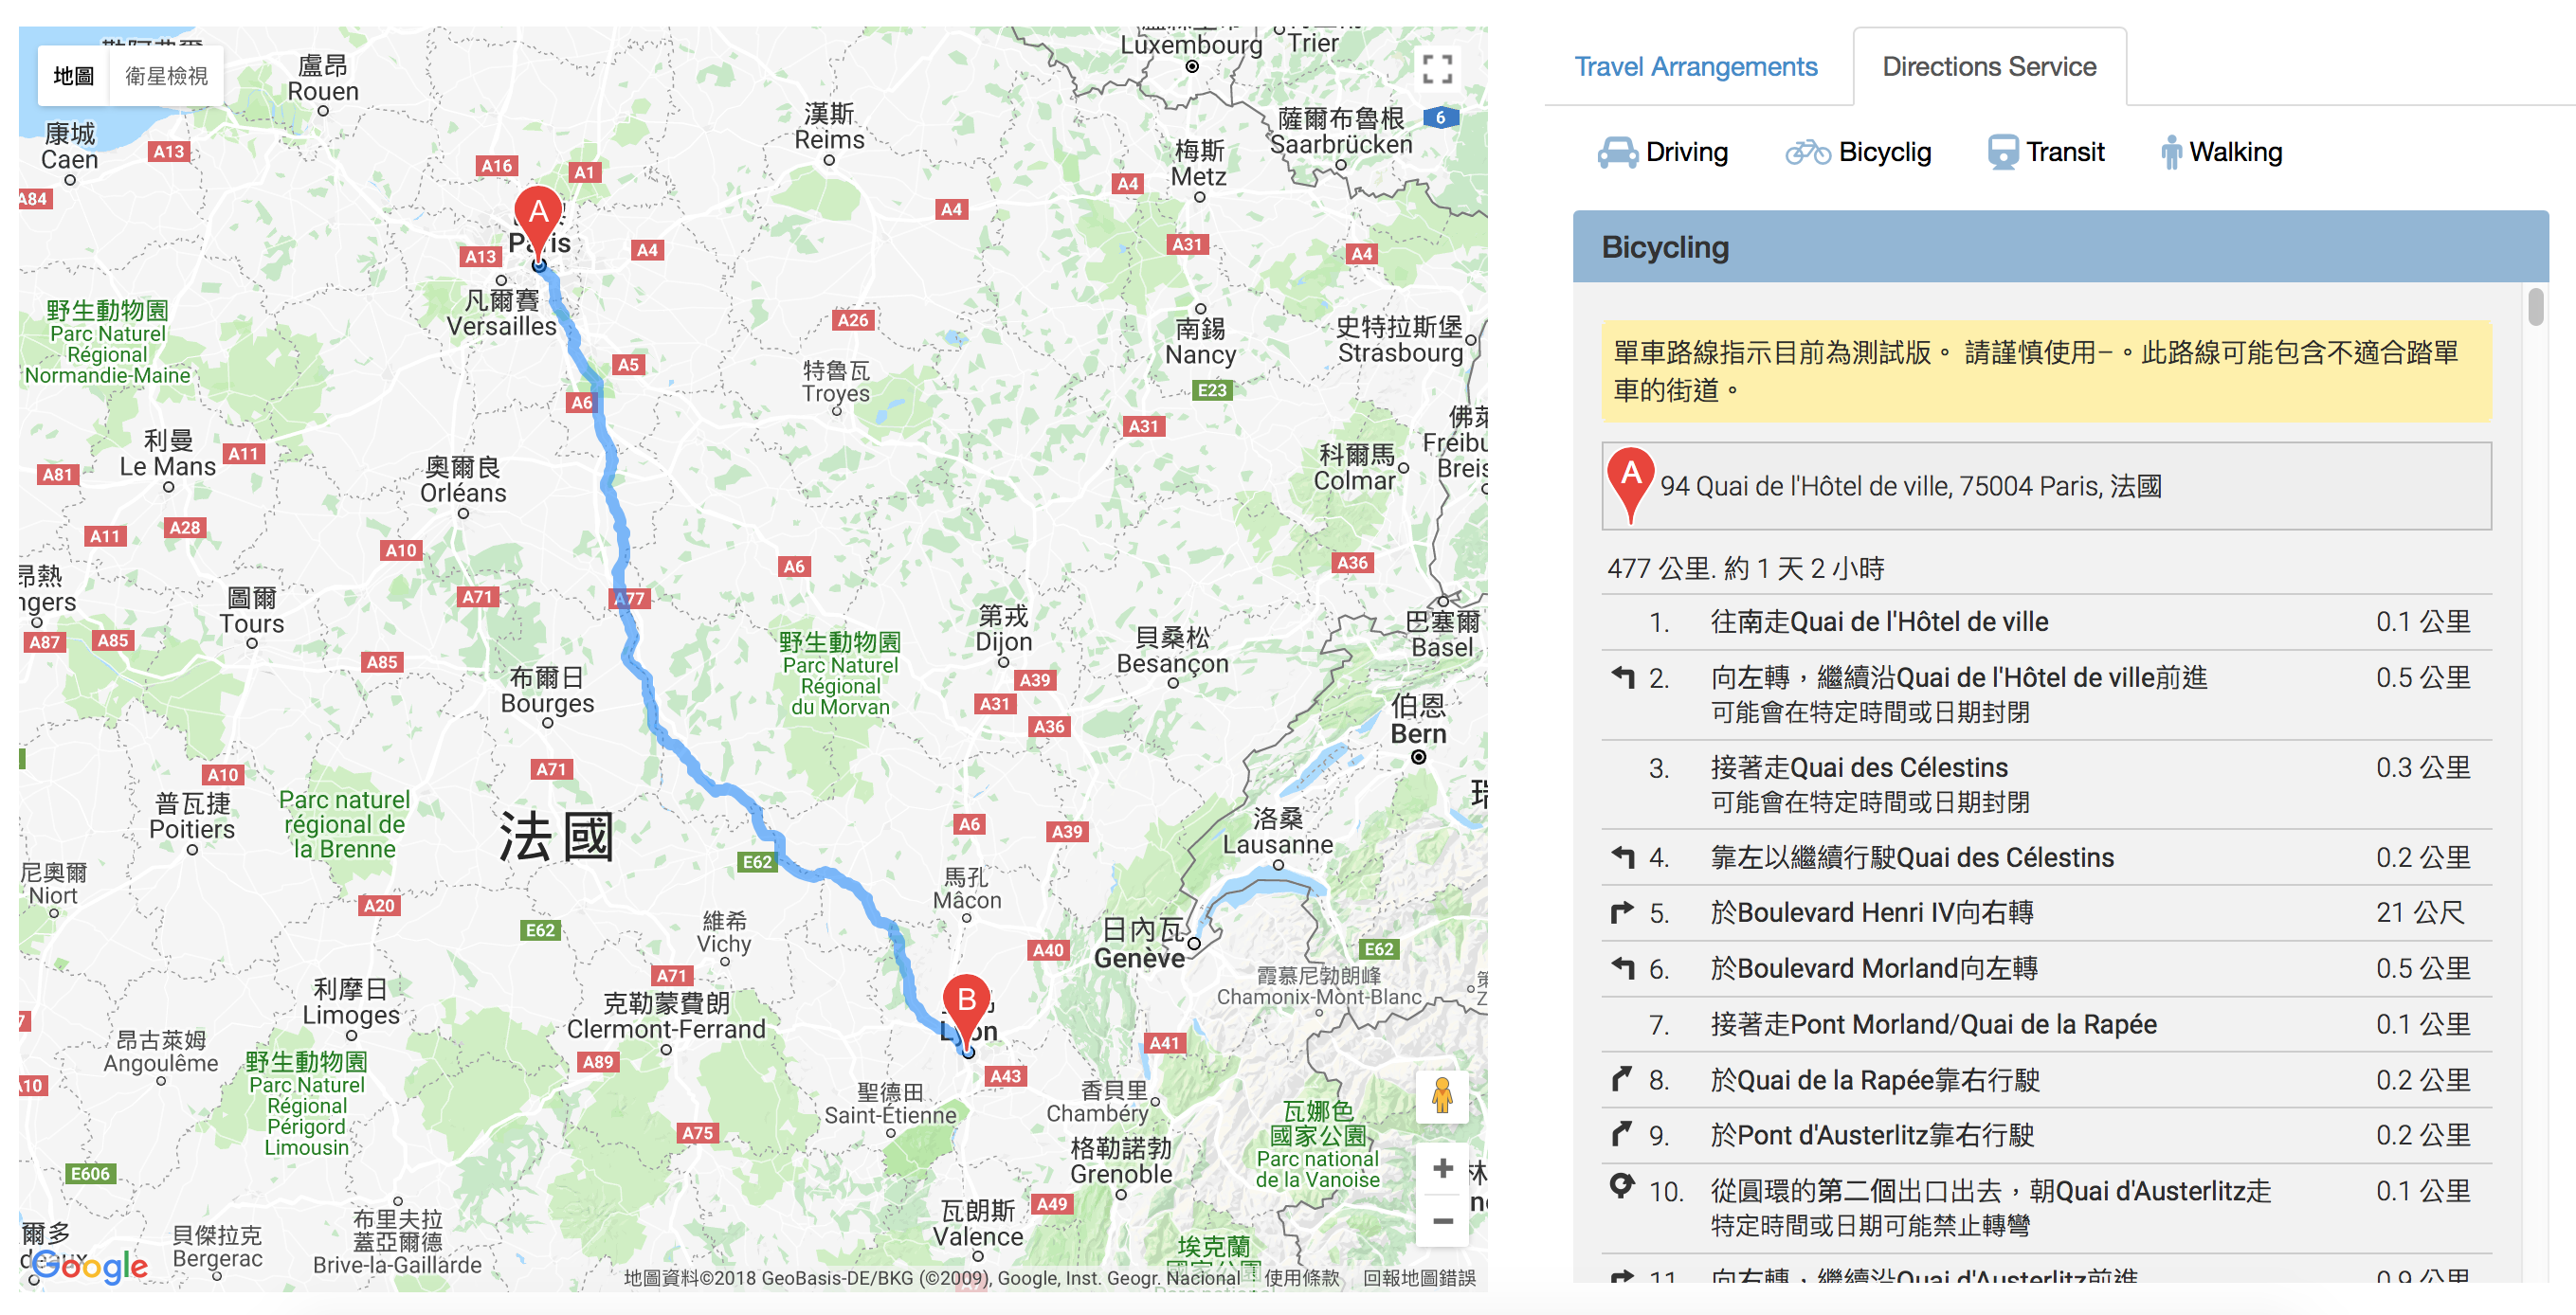 地圖
衛星檢視
盧昂
Rouen
康城
Caen
A13
A84
A16
A1
漢斯
Reims
Luxembourg
Trier
薩爾布魯根
Saarbrücken
6
梅斯
Metz
A4
A4
A31
A4
A
Paris
A13
A4
凡爾賽
Versailles
野生動物園
Parc Naturel
Régional
Normandie-Maine
A26
南錫
Nancy
史特拉斯堡
Strasbourg
A5
特魯瓦
Troyes
E23
A6
A31
利曼
Le Mans
A11
A81
奧爾良
Orléans
科爾馬
Colmar
A11
A28
A10
A6
A36
A77
A71
圖爾
Tours
A87
A85
A85
第戎
Dijon
貝桑松
Besançon
巴塞爾
Basel
野生動物園
Parc Naturel
Régional
du Morvan
A39
A31
A36
布爾日
Bourges
伯恩
Bern
A71
A10
普瓦捷
Poitiers
Parc naturel
régional de
la Brenne
法國
A6
A39
洛桑
Lausanne
E62
尼奧爾
Niort
A20
馬孔
Mâcon
E62
維希
Vichy
日內瓦
Genève
A40
E62
霞慕尼勃朗峰
Chamonix-Mont-Blanc
A71
利摩日
Limoges
克勒蒙費朗
Clermont-Ferrand
B
Lyon
昂古萊姆
Angoulême
A89
A41
A43
A10
野生動物園
Parc Naturel
Régional
Périgord
Limousin
聖德田
Saint-Étienne
香貝里
Chambéry
A75
瓦娜色
國家公園
Parc national
de la Vanoise
格勒諾勃
Grenoble
E606
A49
瓦朗斯
Valence
貝傑拉克
Bergerac
布里夫拉
蓋亞爾德
Brive-la-Gaillarde
埃克蘭
國家公園
Google
地圖資料©2018 GeoBasis-DE/BKG (©2009), Google, Inst. Geogr. Nacional
使用條款
回報地圖錯誤
Travel Arrangements
Directions Service
Driving
Bicyclig
Transit
Walking
Bicycling
單車路線指示目前為測試版。 請謹慎使用–。此路線可能包含不適合踏單
車的街道。
A 94 Quai de l'Hôtel de ville, 75004 Paris, 法國
477 公里. 約 1 天 2 小時
1. 往南走Quai de l'Hôtel de ville 0.1 公里
2. 向左轉，繼續沿Quai de l'Hôtel de ville前進 0.5 公里
可能會在特定時間或日期封閉
3. 接著走Quai des Célestins 0.3 公里
可能會在特定時間或日期封閉
4. 靠左以繼續行駛Quai des Célestins 0.2 公里
5. 於Boulevard Henri IV向右轉 21 公尺
6. 於Boulevard Morland向左轉 0.5 公里
7. 接著走Pont Morland/Quai de la Rapée 0.1 公里
8. 於Quai de la Rapée靠右行駛 0.2 公里
9. 於Pont d'Austerlitz靠右行駛 0.2 公里
10. 從圓環的第二個出口出去，朝Quai d'Austerlitz走 0.1 公里
特定時間或日期可能禁止轉彎
11. 向右轉，繼續沿Quai d'Austerlitz前進 0.9 公里